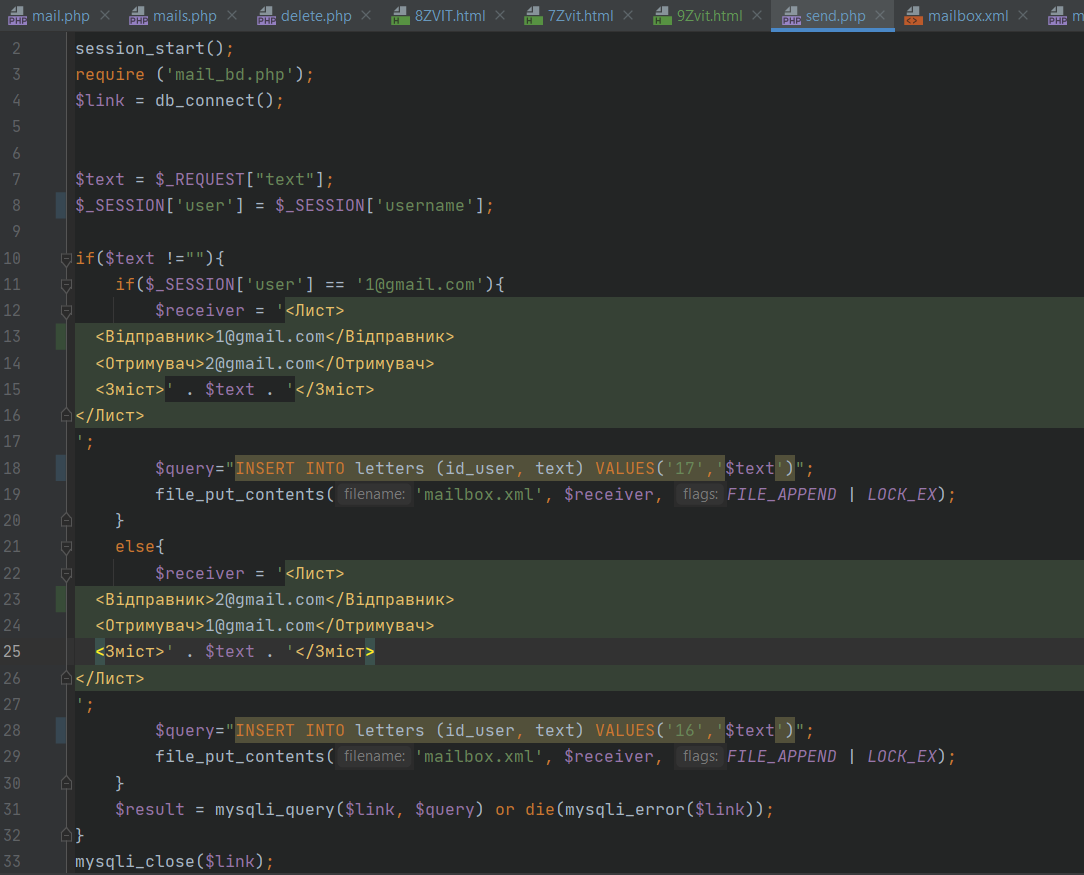 mail.php mails.php delete.php 8ZVIT.html 7Zvit.html 9Zvit.html send.php mailbox.xml
2 session_start();
3 require ('mail_bd.php');
4 $link = db_connect();
5
6
7 $text = $_REQUEST["text"];
8 $_SESSION['user'] = $_SESSION['username'];
9
10 if($text !=""){
11 if($_SESSION['user'] == '1@gmail.com'){
12 $receiver = '<Лист>
13 <Відправник>1@gmail.com</Відправник>
14 <Отримувач>2@gmail.com</Отримувач>
15 <Зміст>' . $text . '</Зміст>
16 </Лист>
17 ';
18 $query="INSERT INTO letters (id_user, text) VALUES('17','$text')";
19 file_put_contents( filename: 'mailbox.xml', $receiver, flags: FILE_APPEND | LOCK_EX);
20 }
21 else{
22 $receiver = '<Лист>
23 <Відправник>2@gmail.com</Відправник>
24 <Отримувач>1@gmail.com</Отримувач>
25 <Зміст>' . $text . '</Зміст>
26 </Лист>
27 ';
28 $query="INSERT INTO letters (id_user, text) VALUES('16','$text')";
29 file_put_contents( filename: 'mailbox.xml', $receiver, flags: FILE_APPEND | LOCK_EX);
30 }
31 $result = mysqli_query($link, $query) or die(mysqli_error($link));
32 }
33 mysqli_close($link);